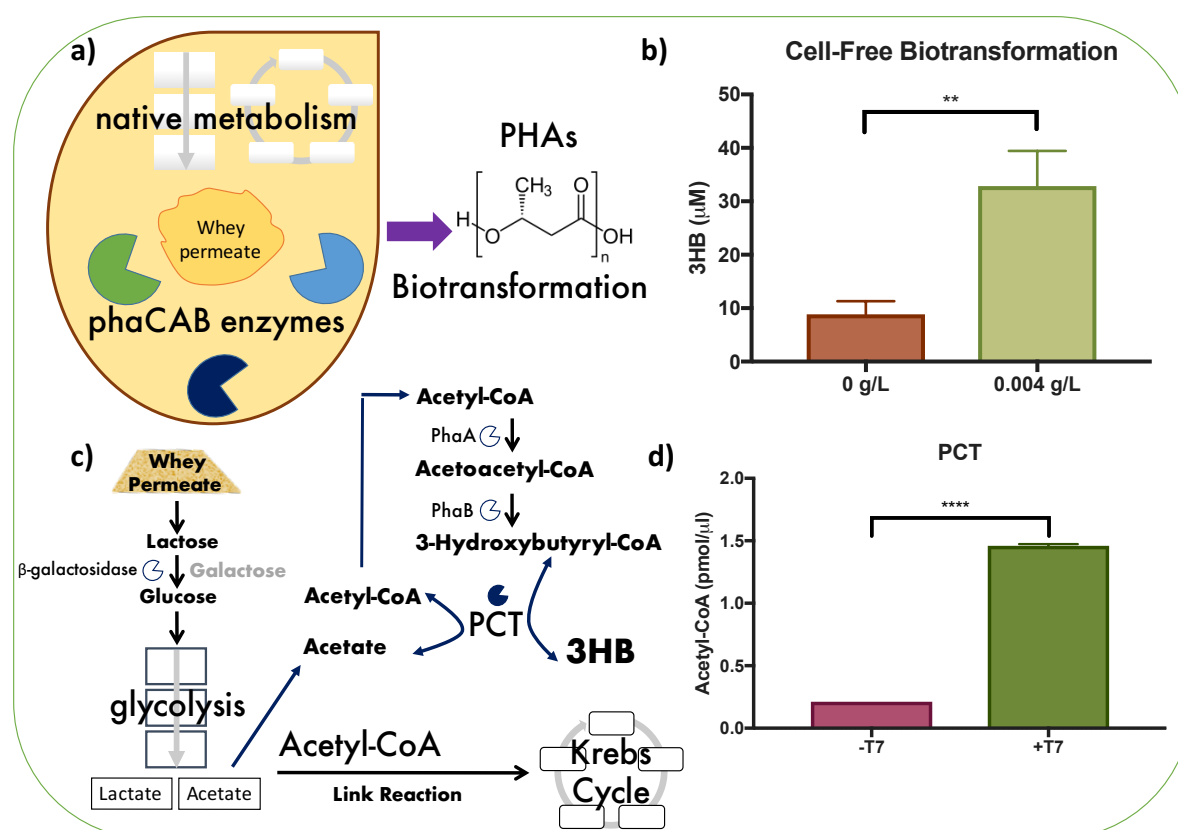 a)
native metabolism
Whey
permeate
phaCAB enzymes
PHAs
CH₃
O
H
O
OH
n
Biotransformation
b)
Cell-Free Biotransformation
**
50
40
30
20
10
0
3HB (μM)
0 g/L
0.004 g/L
c)
Whey
Permeate
Lactose
β-galactosidase
Galactose
Glucose
glycolysis
Lactate
Acetate
Acetyl-CoA
PhaA
Acetoacetyl-CoA
PhaB
3-Hydroxybutyryl-CoA
Acetyl-CoA
PCT
Acetate
3HB
Acetyl-CoA
Link Reaction
Krebs
Cycle
d)
PCT
****
2.0
1.5
1.0
0.5
0.0
Acetyl-CoA (pmol/μl)
-T7
+T7